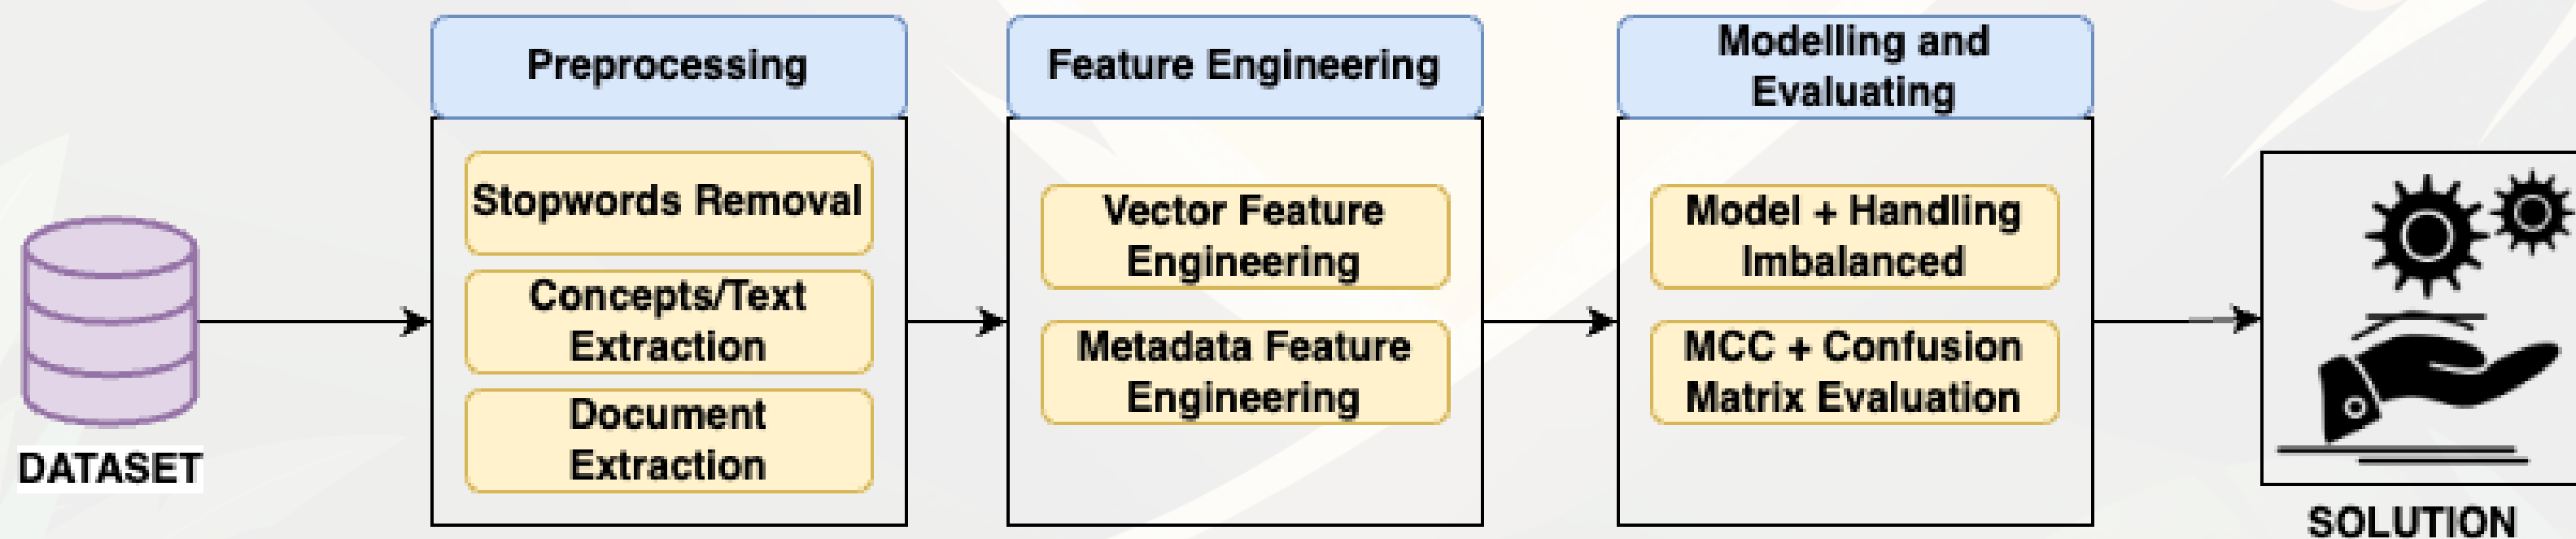 Preprocessing
Stopwords Removal
Concepts/Text
Extraction
Document
Extraction
Feature Engineering
Vector Feature
Engineering
Metadata Feature
Engineering
Modelling and
Evaluating
Model + Handling
Imbalanced
MCC + Confusion
Matrix Evaluation
DATASET
SOLUTION